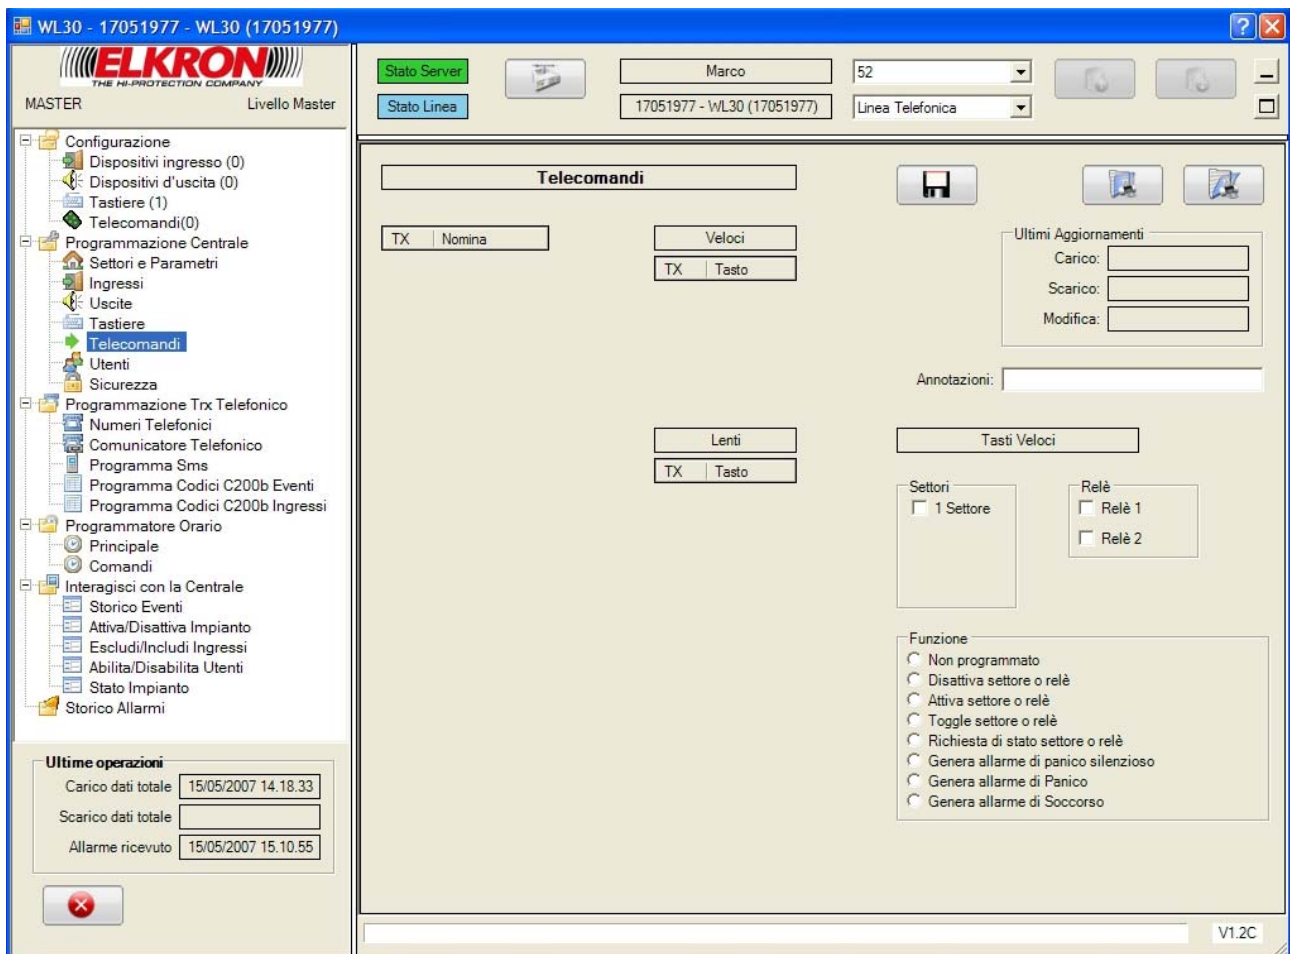 WL30 - 17051977 - WL30 (17051977)
ELKRON
THE HI-PROTECTION COMPANY
MASTER Livello Master
Configurazione
Dispositivi ingresso (0)
Dispositivi d'uscita (0)
Tastiere (1)
Telecomandi(0)
Programmazione Centrale
Settori e Parametri
Ingressi
Uscite
Tastiere
Telecomandi
Utenti
Sicurezza
Programmazione Trx Telefonico
Numeri Telefonici
Comunicatore Telefonico
Programma Sms
Programma Codici C200b Eventi
Programma Codici C200b Ingressi
Programmatore Orario
Principale
Comandi
Interagisci con la Centrale
Storico Eventi
Attiva/Disattiva Impianto
Escludi/Includi Ingressi
Abilita/Disabilita Utenti
Stato Impianto
Storico Allarmi
Ultime operazioni
Carico dati totale 15/05/2007 14.18.33
Scarico dati totale
Allarme ricevuto 15/05/2007 15.10.55
Stato Server Marco 52
Stato Linea 17051977 - WL30 (17051977) Linea Telefonica
Telecomandi
TX Nomina
Veloci
TX Tasto
Ultimi Aggiornamenti
Carico:
Scarico:
Modifica:
Annotazioni:
Lenti
TX Tasto
Tasti Veloci
Settori
1 Settore
Relè
Relè 1
Relè 2
Funzione
Non programmato
Disattiva settore o relè
Attiva settore o relè
Toggle settore o relè
Richiesta di stato settore o relè
Genera allarme di panico silenzioso
Genera allarme di Panico
Genera allarme di Soccorso
V1.2C